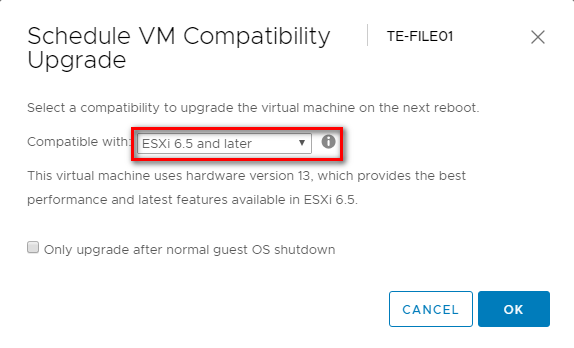 Schedule VM Compatibility
Upgrade
TE-FILE01
Select a compatibility to upgrade the virtual machine on the next reboot.
Compatible with: ESXi 6.5 and later
This virtual machine uses hardware version 13, which provides the best
performance and latest features available in ESXi 6.5.
Only upgrade after normal guest OS shutdown
CANCEL OK